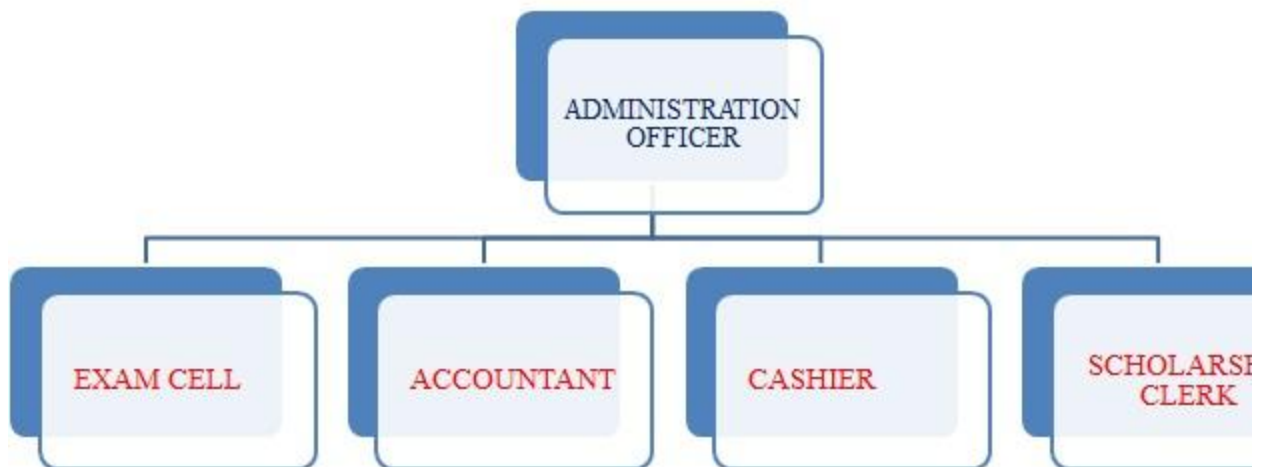 ADMINISTRATION
OFFICER
EXAM CELL
ACCOUNTANT
CASHIER
CLERK